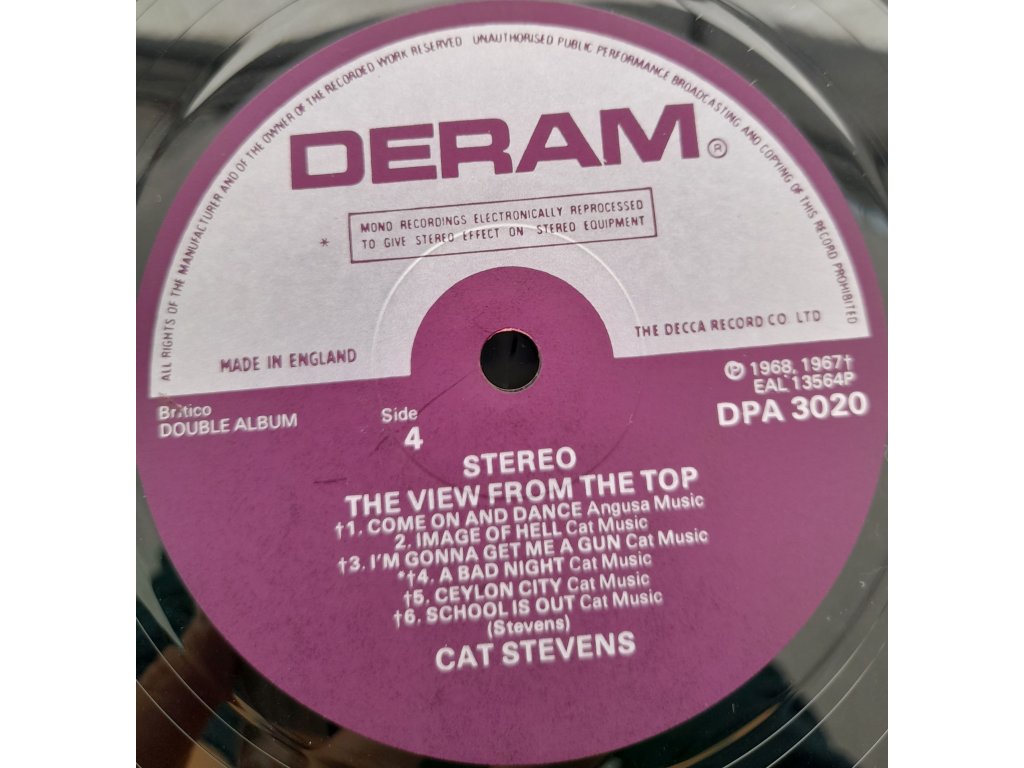 ALL RIGHTS OF THE MANUFACTURER AND OF THE OWNER OF THE RECORDED WORK RESERVED UNAUTHORISED PUBLIC PERFORMANCE BROADCASTING AND COPYING OF THIS RECORD PROHIBITED
DERAM®
* MONO RECORDINGS ELECTRONICALLY REPROCESSED
TO GIVE STEREO EFFECT ON STEREO EQUIPMENT
THE DECCA RECORD CO. LTD
MADE IN ENGLAND
℗ 1968, 1967†
EAL 13564P
DPA 3020
Britico
DOUBLE ALBUM
Side
4
STEREO
THE VIEW FROM THE TOP
†1. COME ON AND DANCE Angusa Music
2. IMAGE OF HELL Cat Music
†3. I'M GONNA GET ME A GUN Cat Music
*†4. A BAD NIGHT Cat Music
†5. CEYLON CITY Cat Music
†6. SCHOOL IS OUT Cat Music
(Stevens)
CAT STEVENS